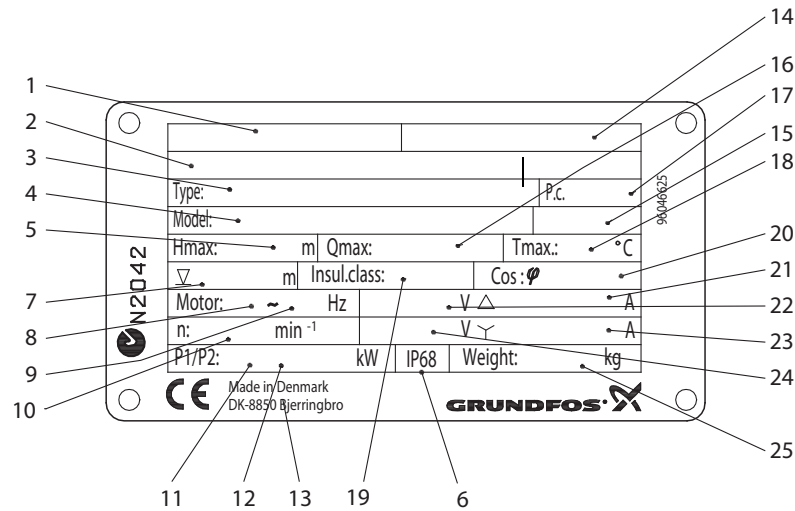 14
1
16
2
17
3
15
Type:
P.c.
4
18
Model:
96046625
5
Hmax: m Qmax: Tmax.: °C
20
m Insul.class: Cos : φ
7
21
Motor: ~ Hz V △ A
8
22
n: min -1 V Y A
9
23
P1/P2: kW IP68 Weight: kg
10
24
N2042
CE Made in Denmark
DK-8850 Bjerringbro
GRUNDFOS
25
11 12 13 19 6